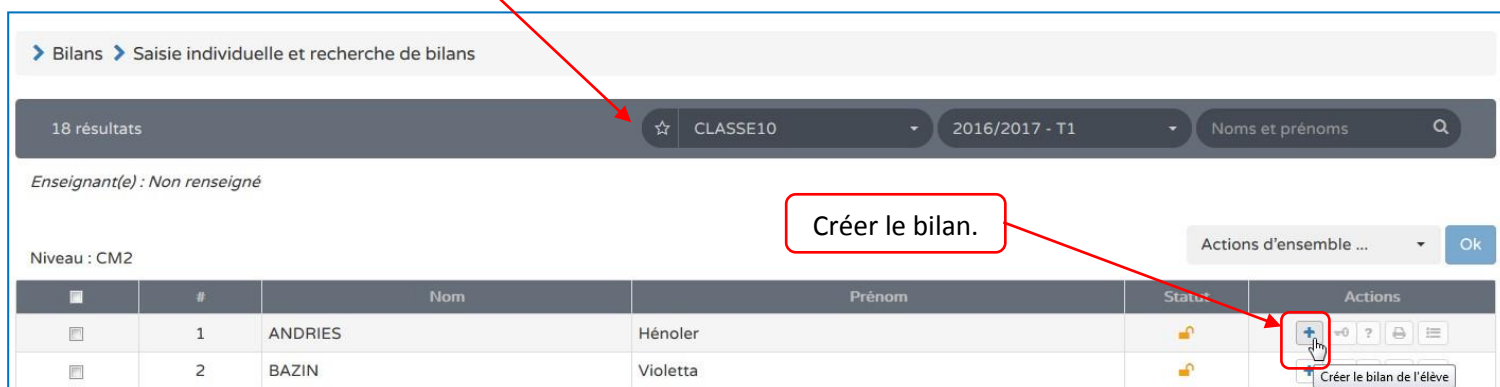 Bilans Saisie individuelle et recherche de bilans
18 résultats CLASSE10 2016/2017 - T1 Noms et prénoms
Enseignant(e) : Non renseigné
Créer le bilan.
Actions d'ensemble ... Ok
Niveau : CM2
# Nom Prénom Statut Actions
1 ANDRIES Hénoler ?
2 BAZIN Violetta
Créer le bilan de l'élève